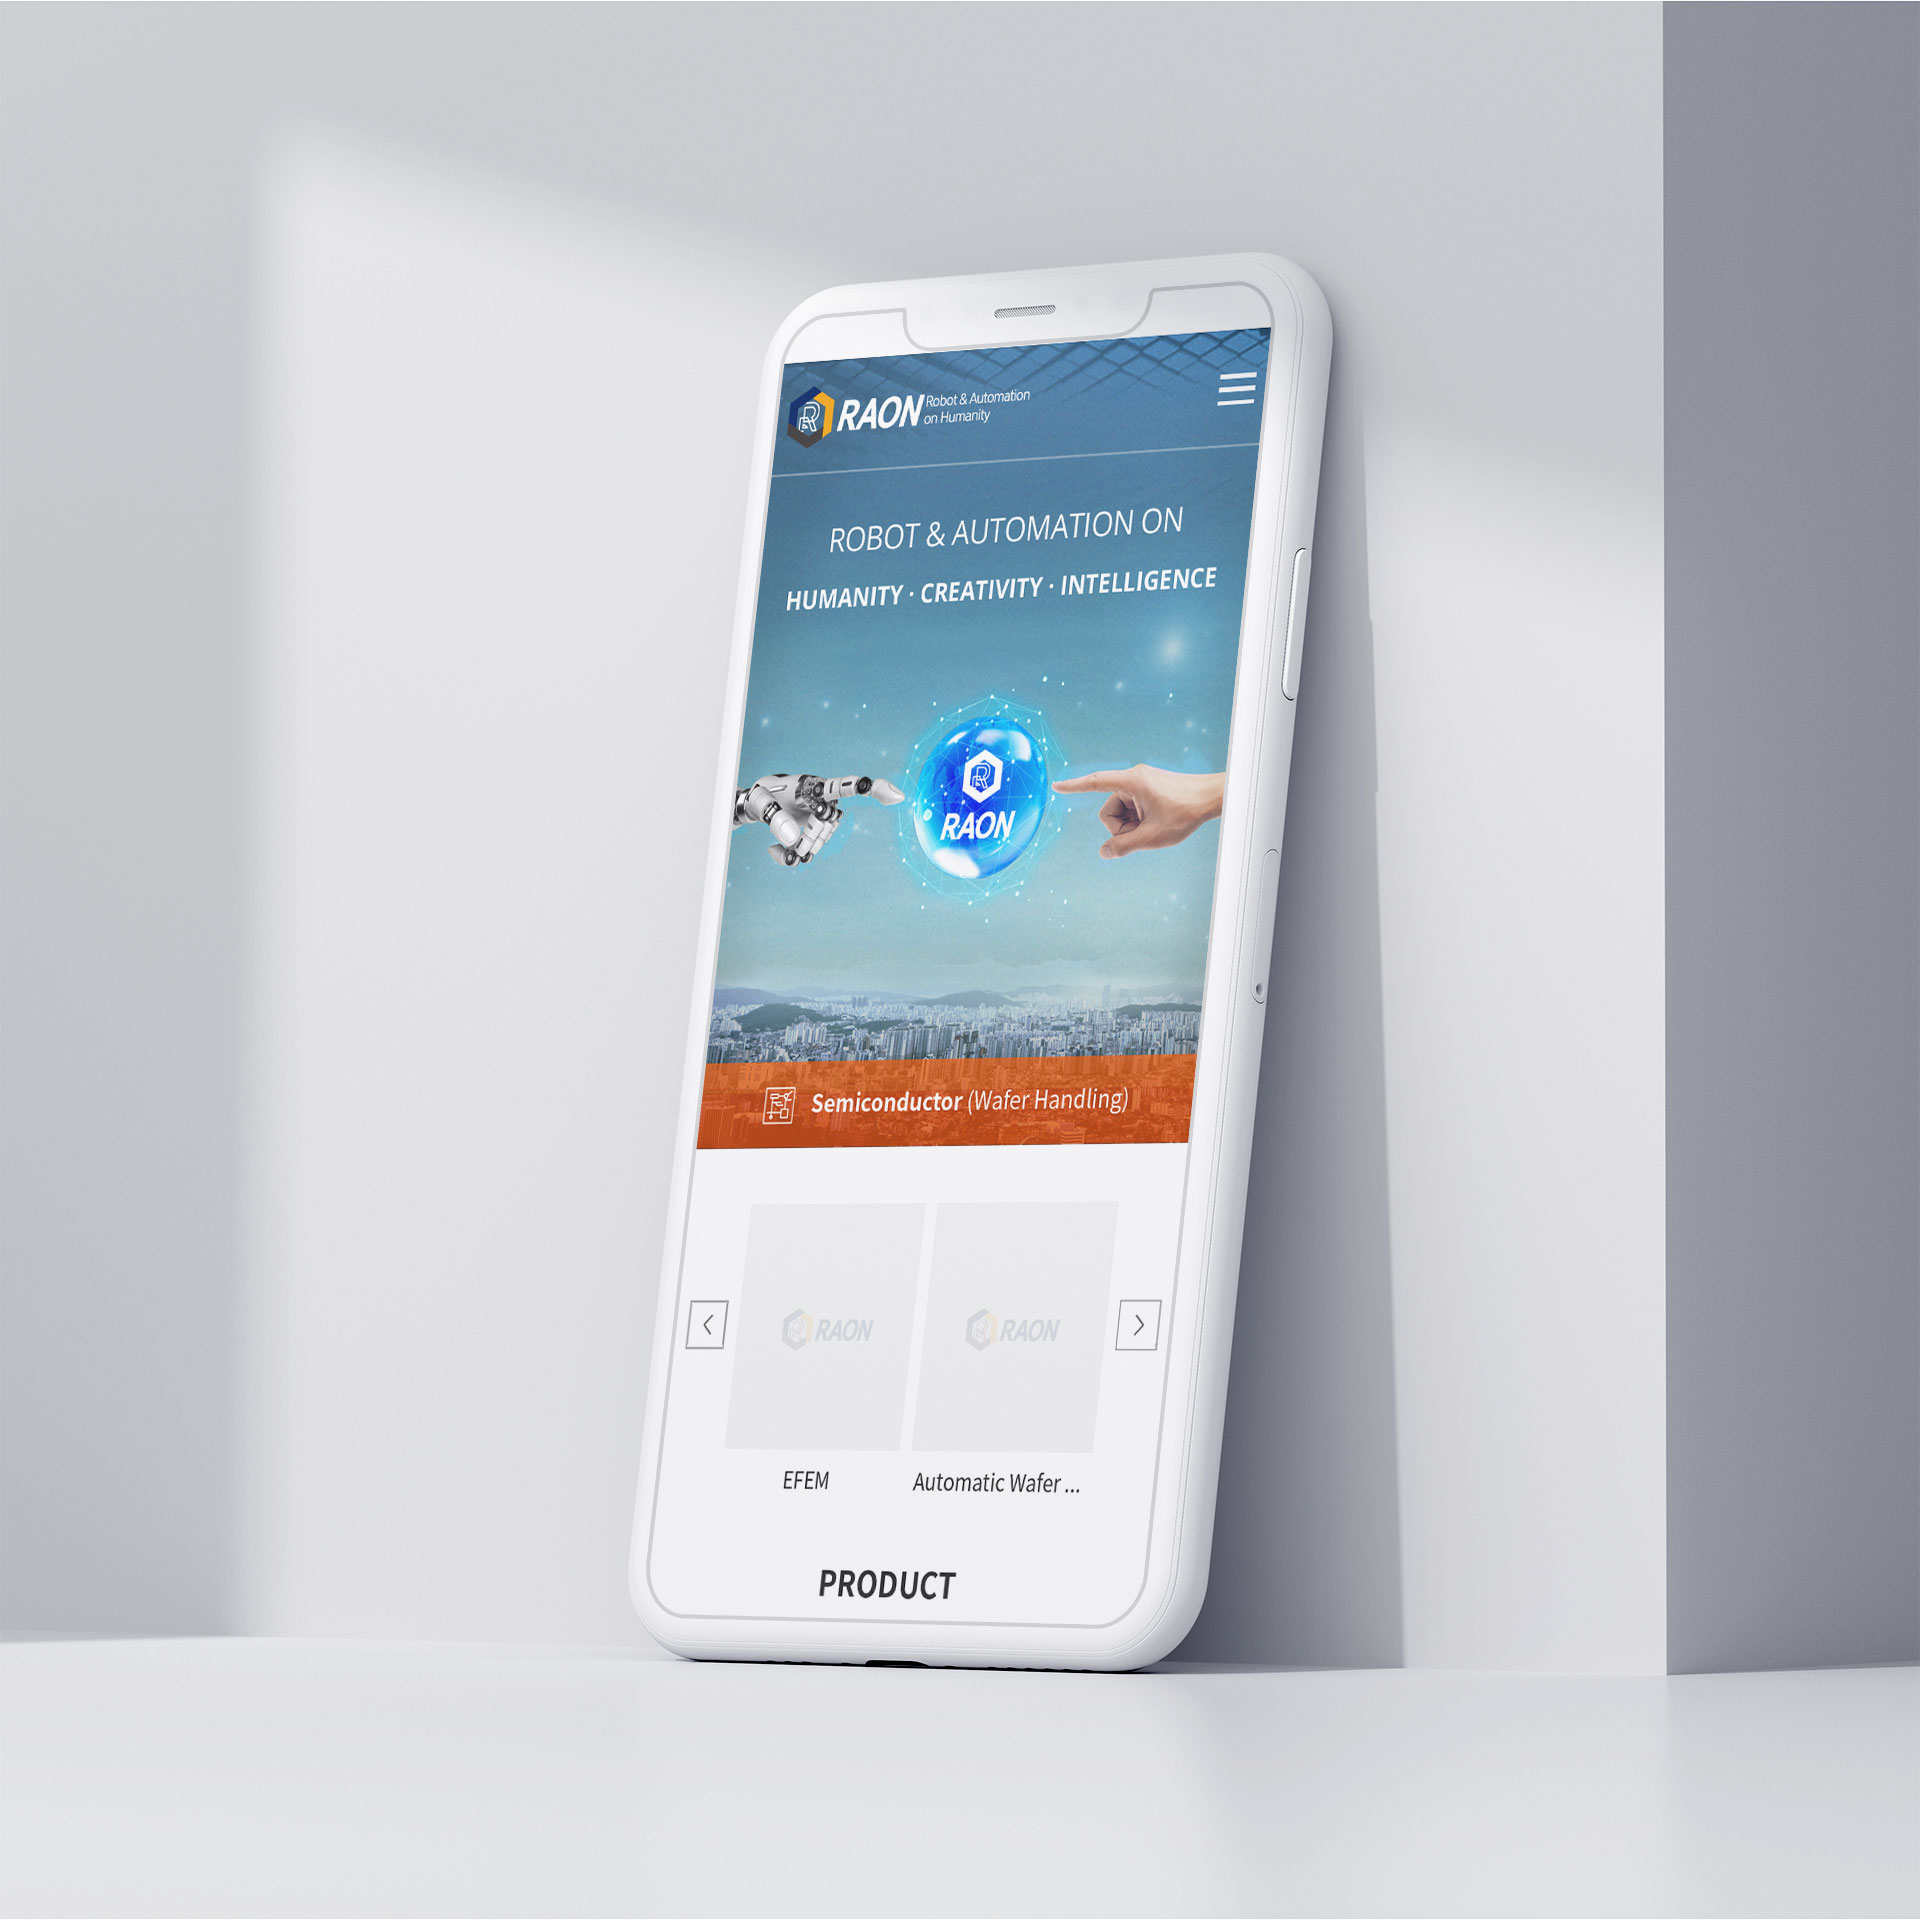 RAON Robot & Automation
on Humanity
ROBOT & AUTOMATION ON
HUMANITY · CREATIVITY · INTELLIGENCE
RAON
Semiconductor (Wafer Handling)
RAON RAON
EFEM Automatic Wafer ...
PRODUCT